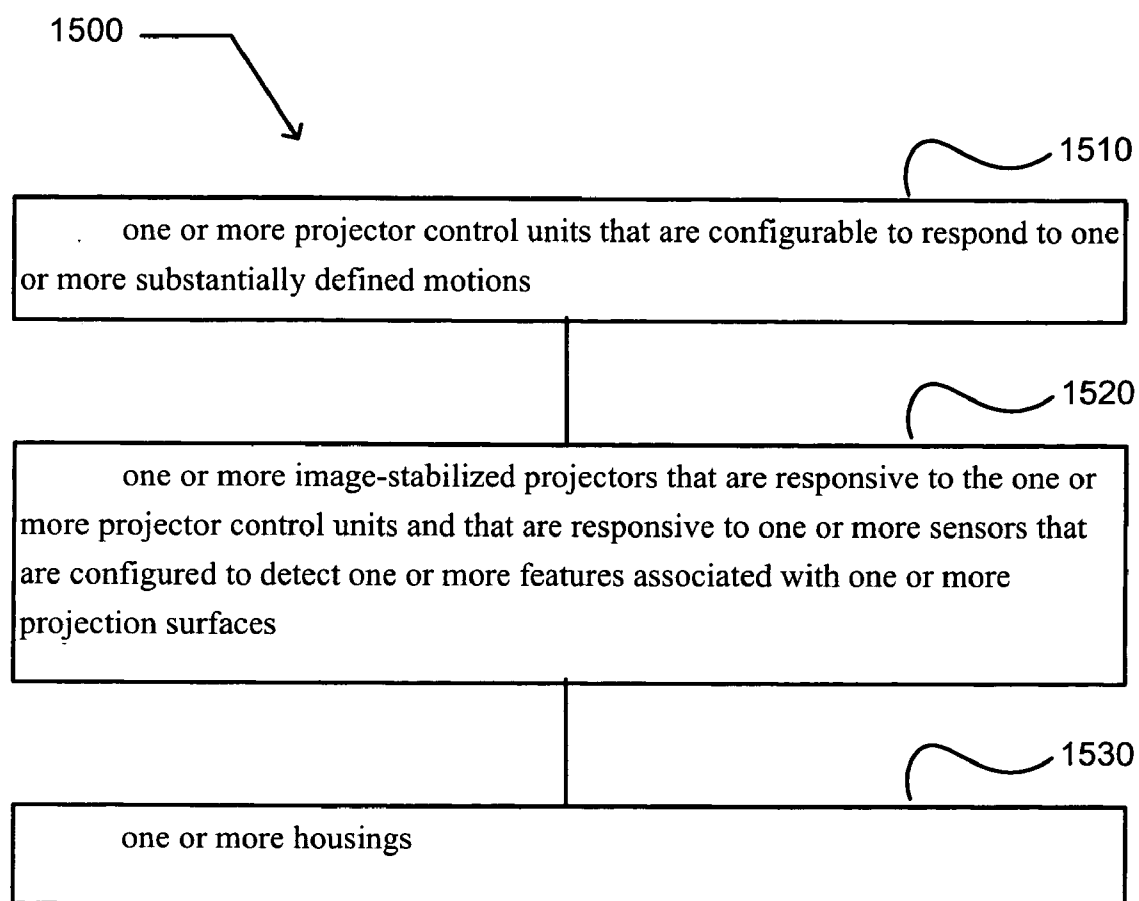 1500
1510
one or more projector control units that are configurable to respond to one
or more substantially defined motions
1520
one or more image-stabilized projectors that are responsive to the one or
more projector control units and that are responsive to one or more sensors that
are configured to detect one or more features associated with one or more
projection surfaces
1530
one or more housings